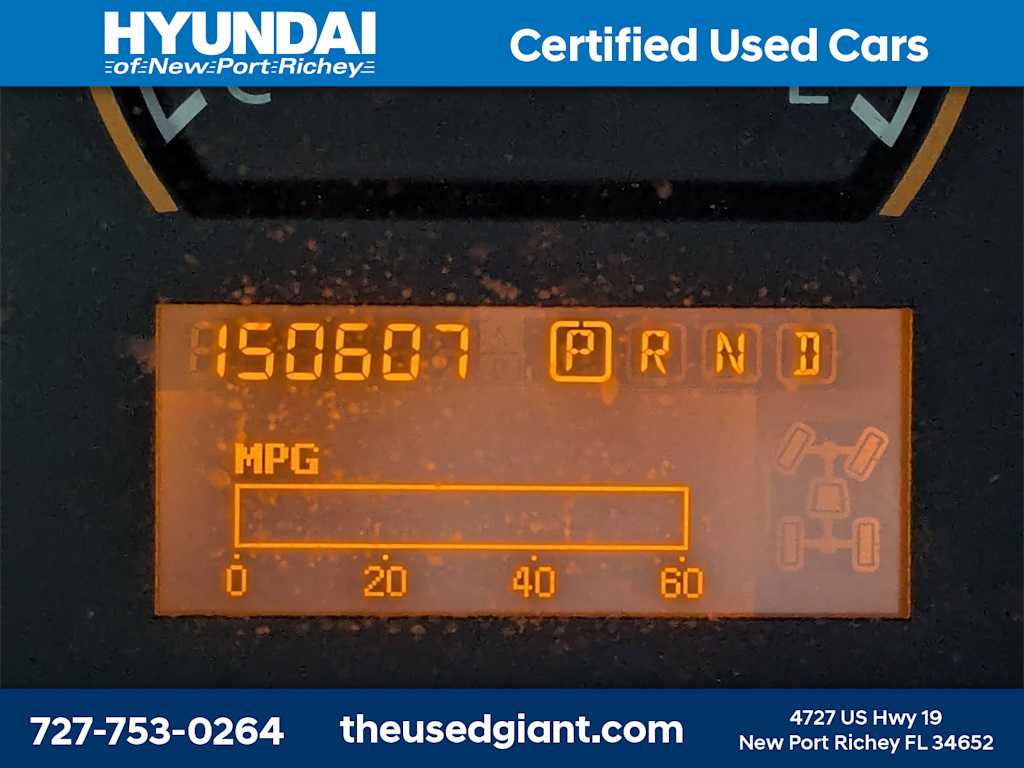 HYUNDAI
of New Port Richey
Certified Used Cars
150607 P R N D
MPG
0 20 40 60
727-753-0264
theusedgiant.com
4727 US Hwy 19
New Port Richey FL 34652